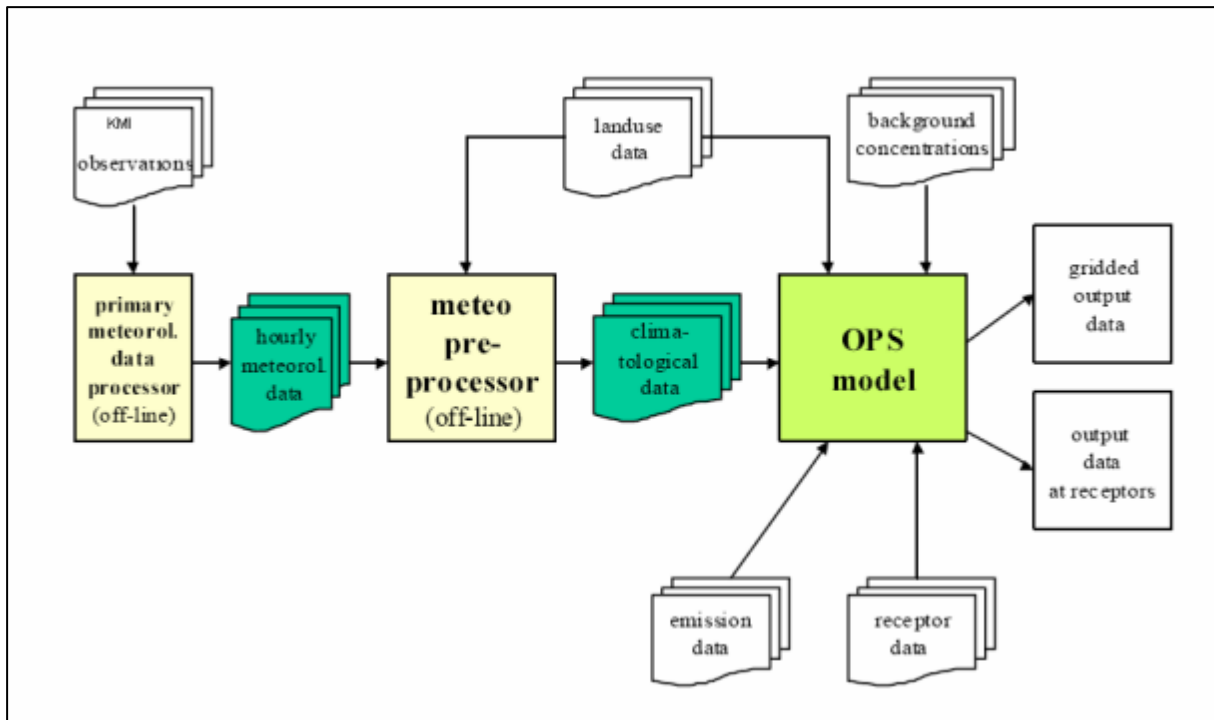 KMI
observations
landuse
data
background
concentrations
primary
meteorol.
data
processor
(off-line)
hourly
meteorol.
data
meteo
pre-
processor
(off-line)
clima-
tological
data
OPS
model
gridded
output
data
output
data
at receptors
emission
data
receptor
data